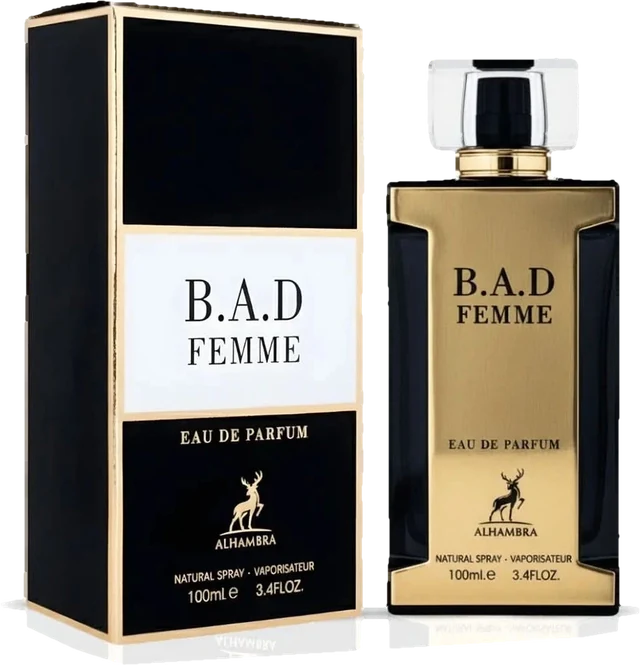 B.A.D
FEMME
EAU DE PARFUM
ALHAMBRA
NATURAL SPRAY · VAPORISATEUR
100ml.e 3.4FLOZ.
B.A.D
FEMME
EAU DE PARFUM
ALHAMBRA
NATURAL SPRAY · VAPORISATEUR
100ml.e 3.4FLOZ.